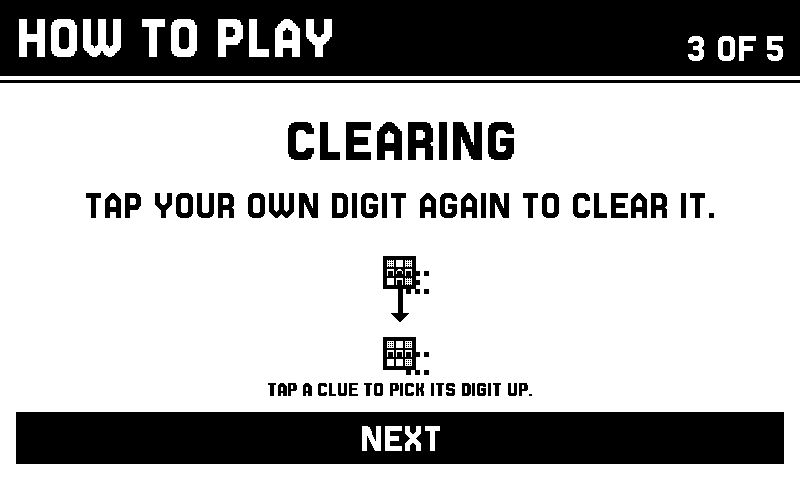 HOW TO PLAY
3 OF 5
CLEARING
TAP YOUR OWN DIGIT AGAIN TO CLEAR IT.
TAP A CLUE TO PICK ITS DIGIT UP.
NEXT